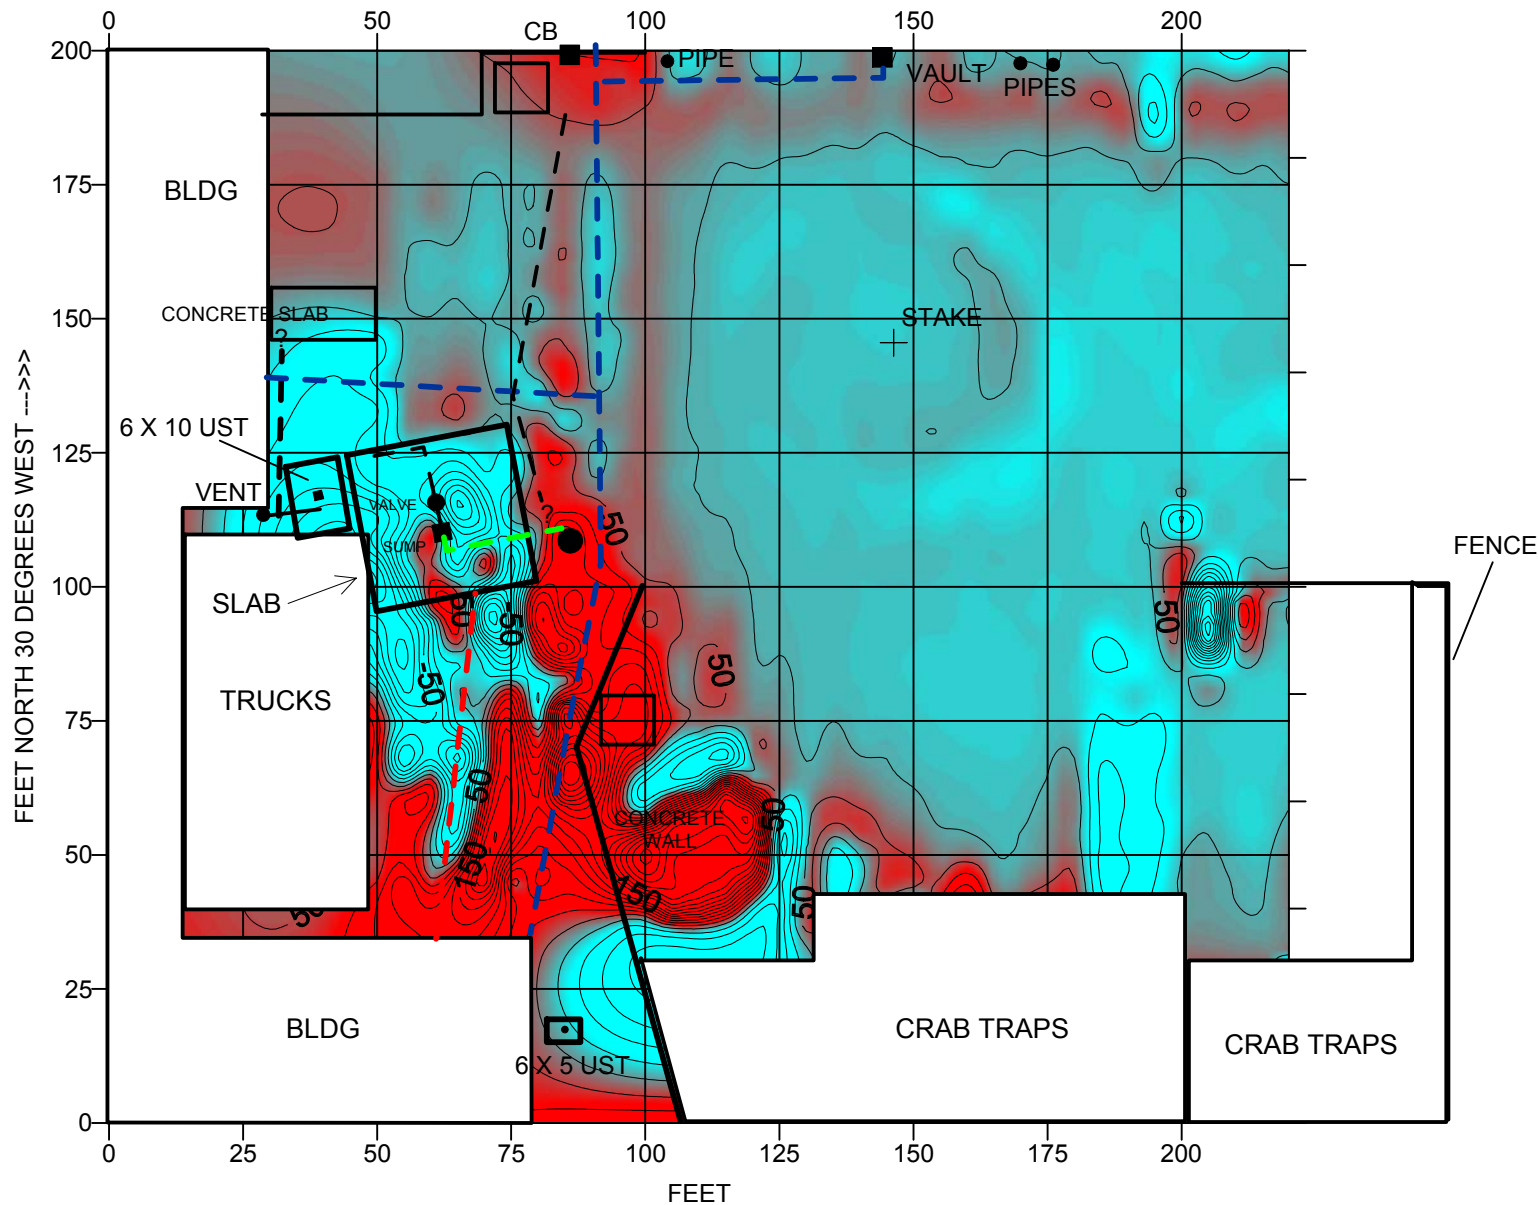 0 50 100 150 200
CB
200
PIPE
VAULT
PIPES
175
BLDG
CONCRETE SLAB
150
STAKE
?
6 X 10 UST
125
VENT
VALVE
?
50
SUMP
FENCE
100
SLAB
50
-50
50
-50
50
TRUCKS
75
50
50
CONCRETE
WALL
50
150
150
50
50
25
BLDG
CRAB TRAPS
CRAB TRAPS
6 X 5 UST
0
0 25 50 75 100 125 150 175 200
FEET
FEET NORTH 30 DEGREES WEST --->>>